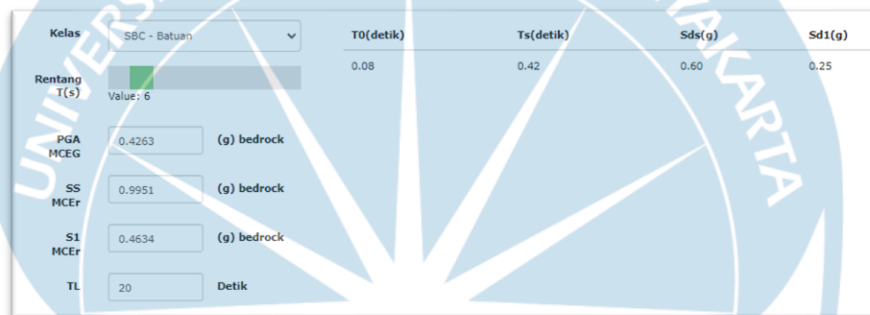 Kelas SBC - Batuan T0(detik) Ts(detik) Sds(g) Sd1(g)
0.08 0.42 0.60 0.25
Rentang T(s)
Value: 6
PGA MCEG 0.4263 (g) bedrock
SS MCEr 0.9951 (g) bedrock
S1 MCEr 0.4634 (g) bedrock
TL 20 Detik